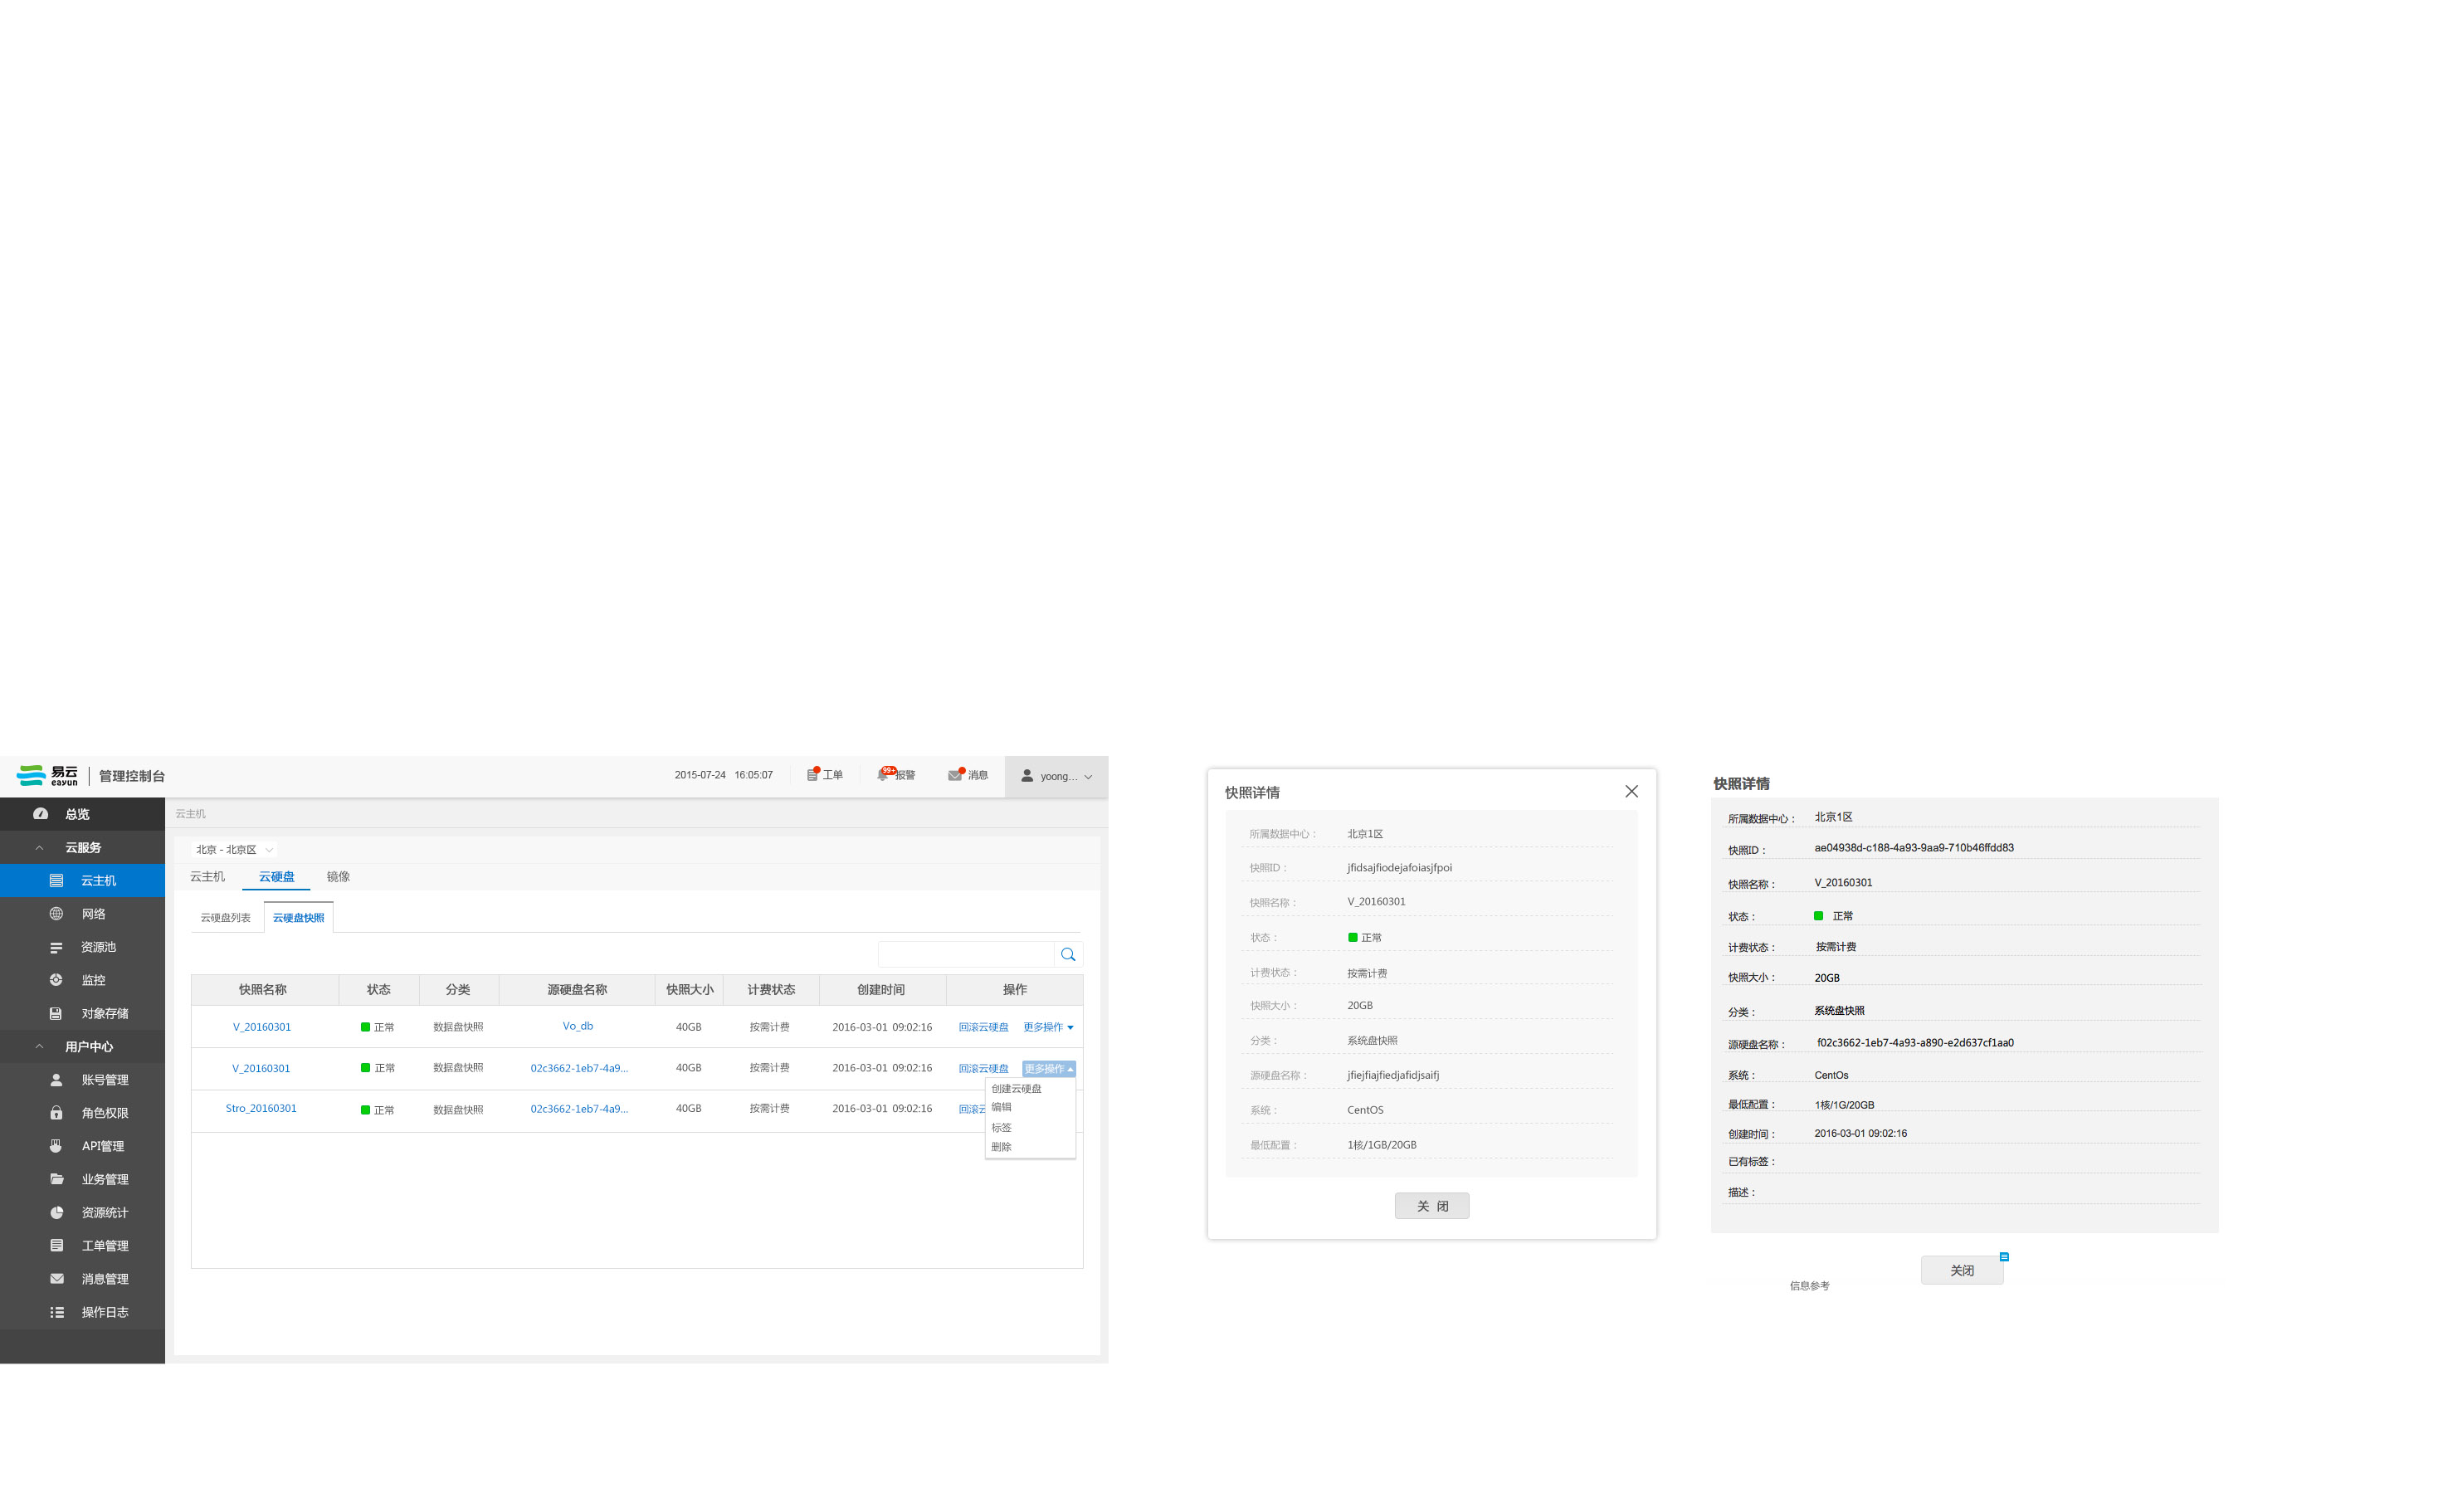 易云
eayun
管理控制台
2015-07-24 16:05:07
工单
99+
报警
消息
yoong...
总览
云服务
云主机
网络
资源池
监控
对象存储
用户中心
账号管理
角色权限
API管理
业务管理
资源统计
工单管理
消息管理
操作日志
云主机
北京 - 北京区
云主机 云硬盘 镜像
云硬盘列表 云硬盘快照
快照名称 状态 分类 源硬盘名称 快照大小 计费状态 创建时间 操作
V_20160301 正常 数据盘快照 Vo_db 40GB 按需计费 2016-03-01 09:02:16 回滚云硬盘 更多操作
V_20160301 正常 数据盘快照 02c3662-1eb7-4a9... 40GB 按需计费 2016-03-01 09:02:16 回滚云硬盘 更多操作
Stro_20160301 正常 数据盘快照 02c3662-1eb7-4a9... 40GB 按需计费 2016-03-01 09:02:16 回滚云
创建云硬盘
编辑
标签
删除
快照详情
所属数据中心： 北京1区
快照ID： jfidsajfiodejafoiasjfpoi
快照名称： V_20160301
状态： 正常
计费状态： 按需计费
快照大小： 20GB
分类： 系统盘快照
源硬盘名称： jfiejfiajfiedjafidjsaifj
系统： CentOS
最低配置： 1核/1GB/20GB
关 闭
快照详情
所属数据中心： 北京1区
快照ID： ae04938d-c188-4a93-9aa9-710b46ffdd83
快照名称： V_20160301
状态： 正常
计费状态： 按需计费
快照大小： 20GB
分类： 系统盘快照
源硬盘名称： f02c3662-1eb7-4a93-a890-e2d637cf1aa0
系统： CentOs
最低配置： 1核/1G/20GB
创建时间： 2016-03-01 09:02:16
已有标签：
描述：
关闭
信息参考